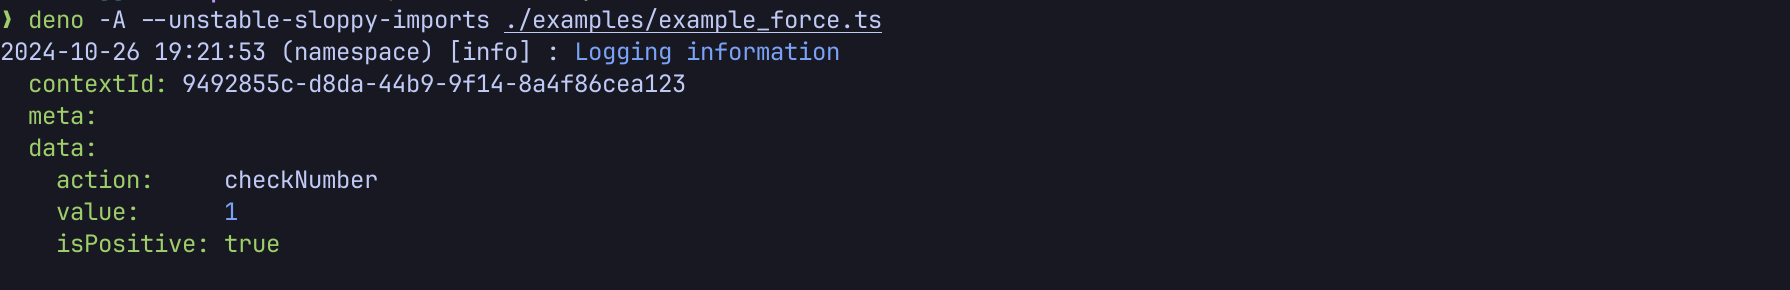 ❱ deno -A --unstable-sloppy-imports ./examples/example_force.ts
2024-10-26 19:21:53 (namespace) [info] : Logging information
contextId: 9492855c-d8da-44b9-9f14-8a4f86cea123
meta:
data:
action: checkNumber
value: 1
isPositive: true